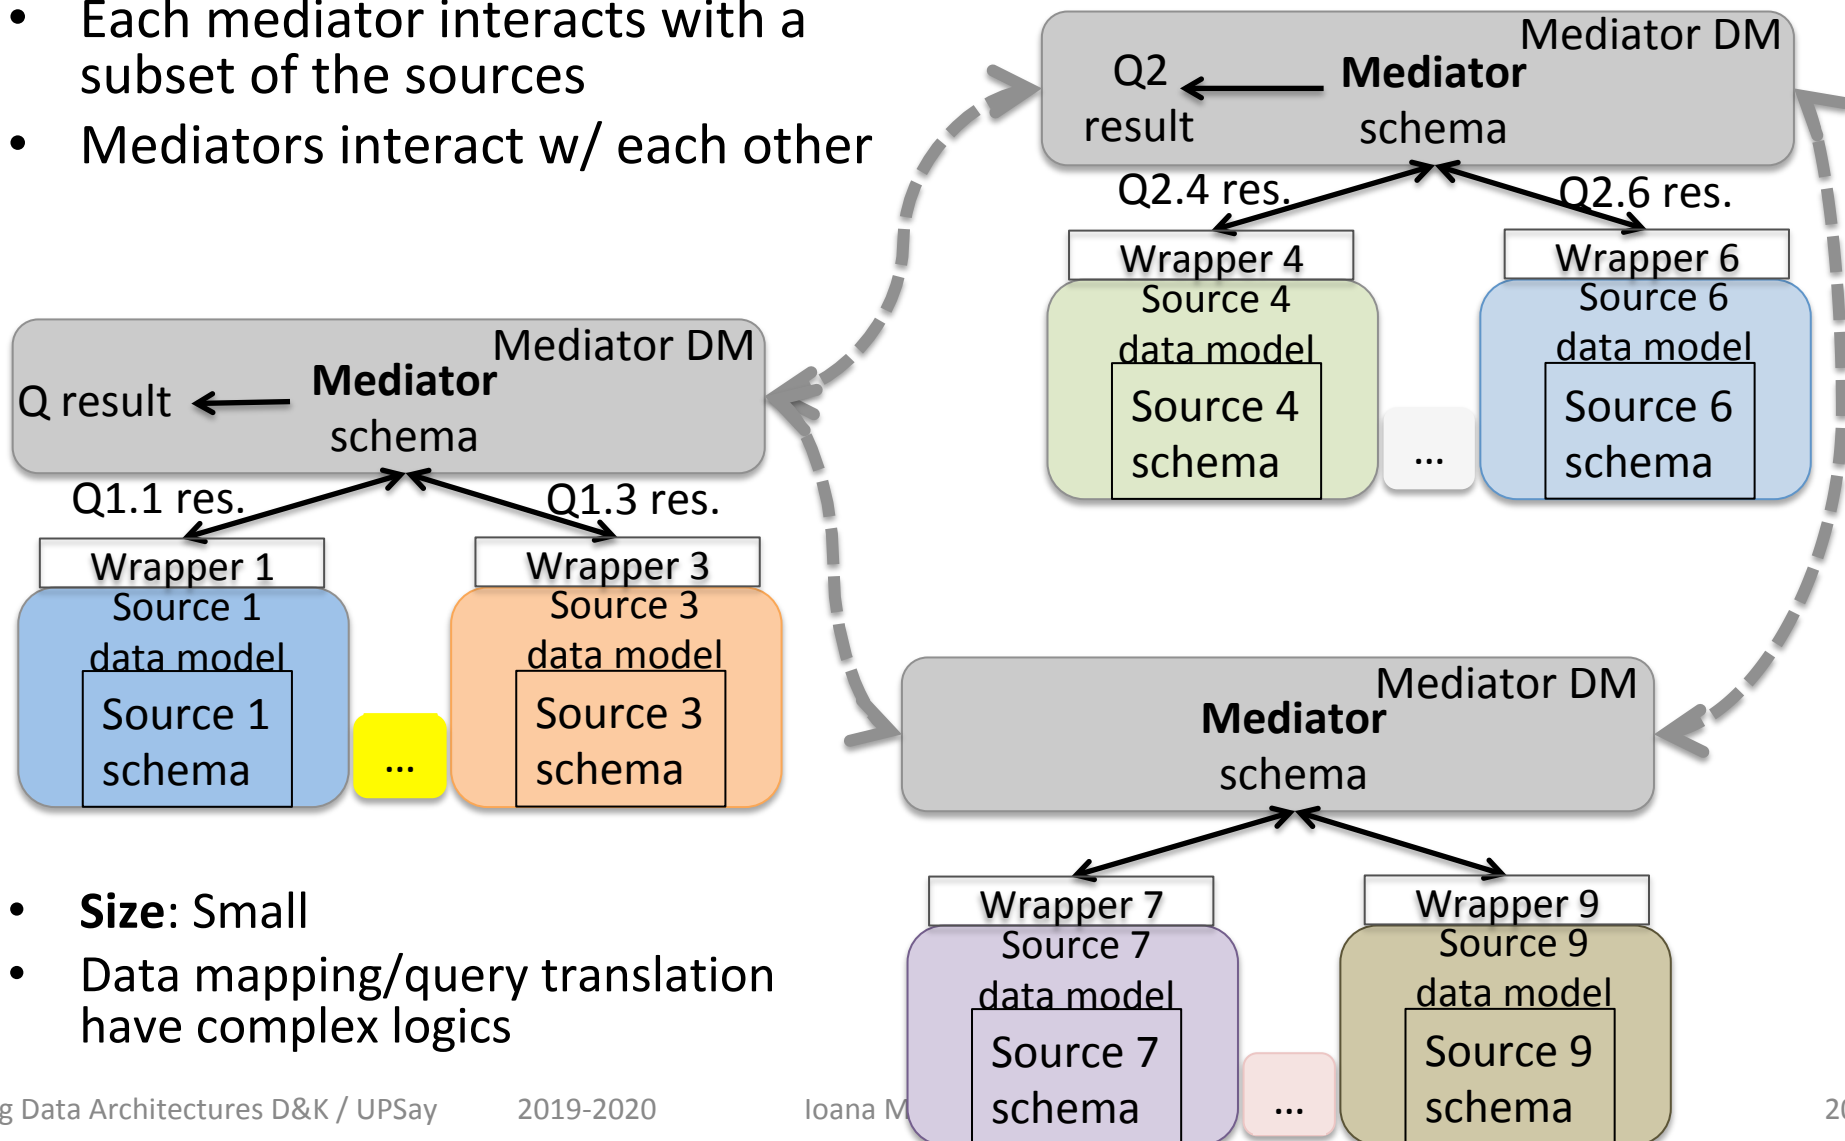 • Each mediator interacts with a
subset of the sources
• Mediators interact w/ each other
Mediator DM
Q2
result
Mediator
schema
Q2.4 res.
Q2.6 res.
Wrapper 4
Source 4
data model
Source 4
schema
...
Wrapper 6
Source 6
data model
Source 6
schema
Mediator DM
Q result
Mediator
schema
Q1.1 res.
Q1.3 res.
Wrapper 1
Source 1
data model
Source 1
schema
...
Wrapper 3
Source 3
data model
Source 3
schema
Mediator DM
Mediator
schema
Wrapper 7
Source 7
data model
Source 7
schema
...
Wrapper 9
Source 9
data model
Source 9
schema
• Size: Small
• Data mapping/query translation
have complex logics
g Data Architectures D&K / UPSay 2019-2020 Ioana M